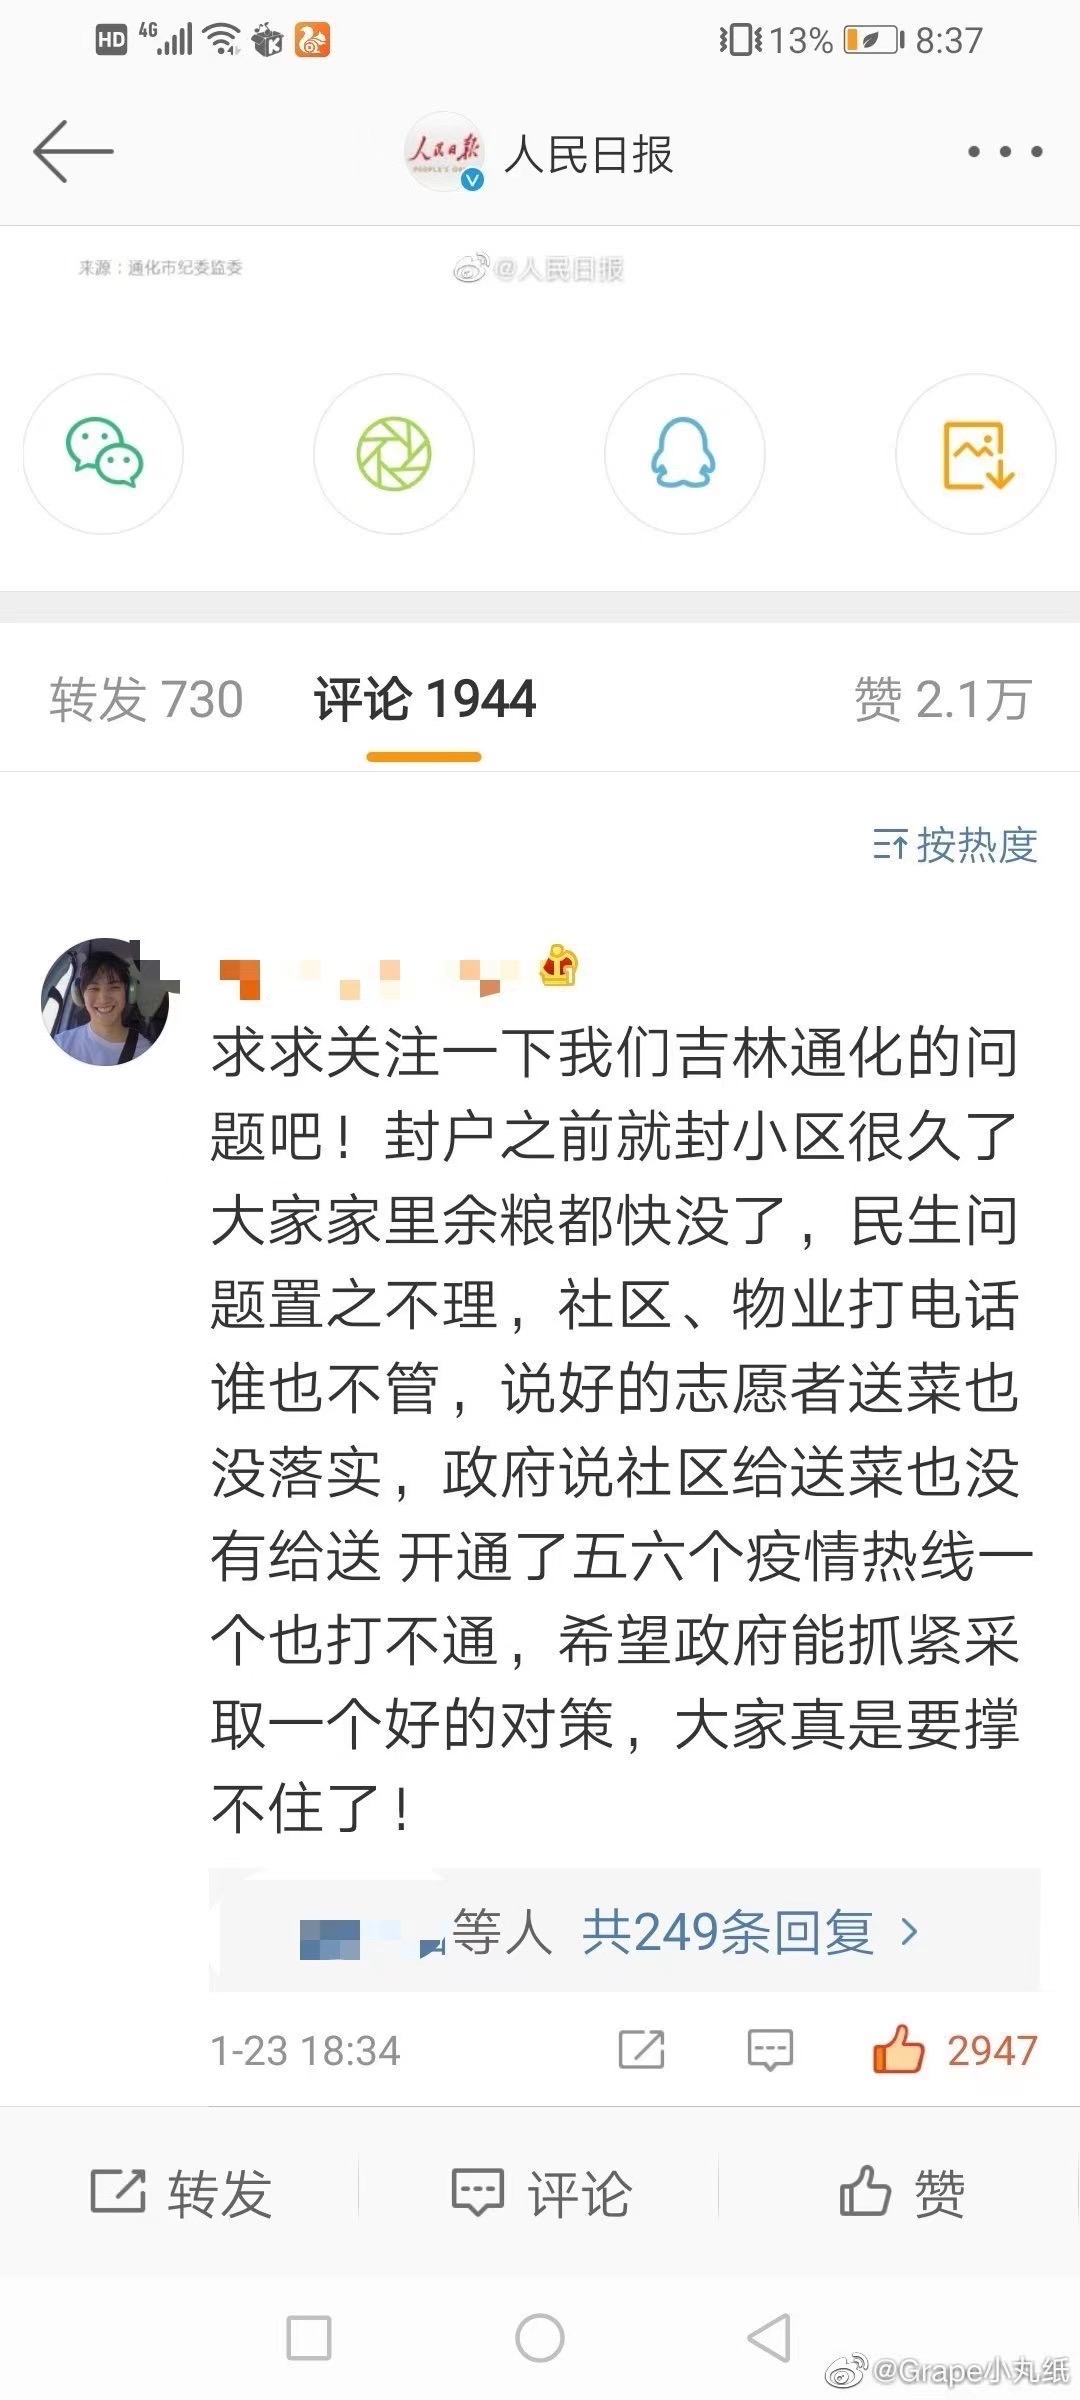 HD 4G 13% 8:37
人民日报
来源：通化市纪委监委
@人民日报
转发 730 评论 1944 赞 2.1万
按热度
求求关注一下我们吉林通化的问
题吧！封户之前就封小区很久了
大家家里余粮都快没了，民生问
题置之不理，社区、物业打电话
谁也不管，说好的志愿者送菜也
没落实，政府说社区给送菜也没
有给送 开通了五六个疫情热线一
个也打不通，希望政府能抓紧采
取一个好的对策，大家真是要撑
不住了！
等人 共249条回复
1-23 18:34 2947
转发 评论 赞
@Grape小丸纸